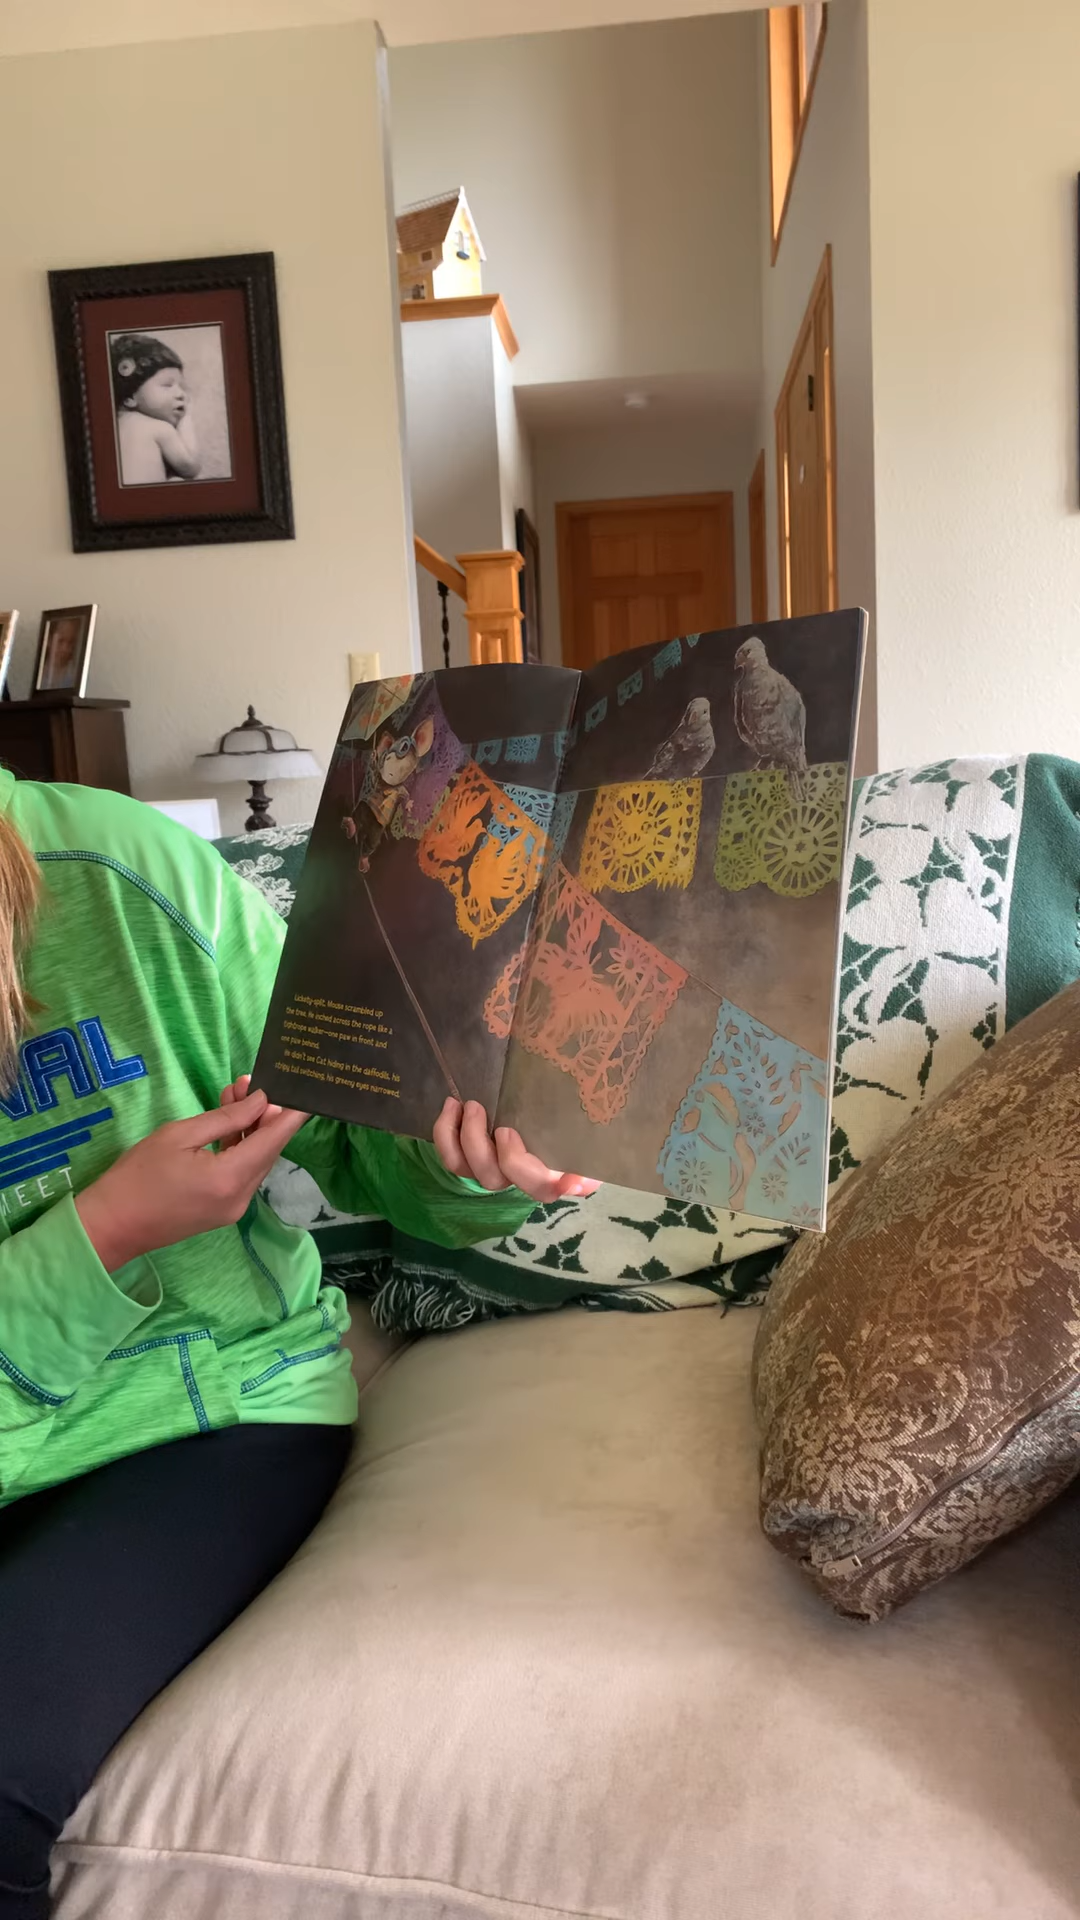 Lickety-split, Mouse scrambled up
the tree. He inched across the rope like a
tightrope walker—one paw in front and
one paw behind.
He didn't see Cat hiding in the daffodils, his
stripy tail switching, his greeny eyes narrowed.
NAL
MEET